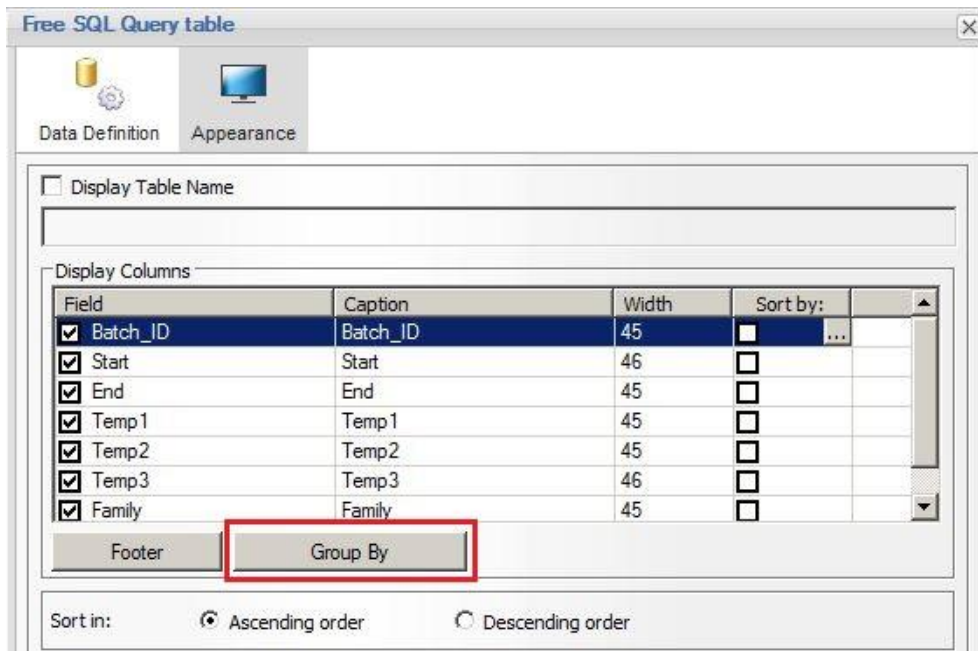 Free SQL Query table
Data Definition Appearance
Display Table Name
Display Columns
Field Caption Width Sort by:
Batch_ID Batch_ID 45 ...
Start Start 46
End End 45
Temp1 Temp1 45
Temp2 Temp2 45
Temp3 Temp3 46
Family Family 45
Footer Group By
Sort in: Ascending order Descending order